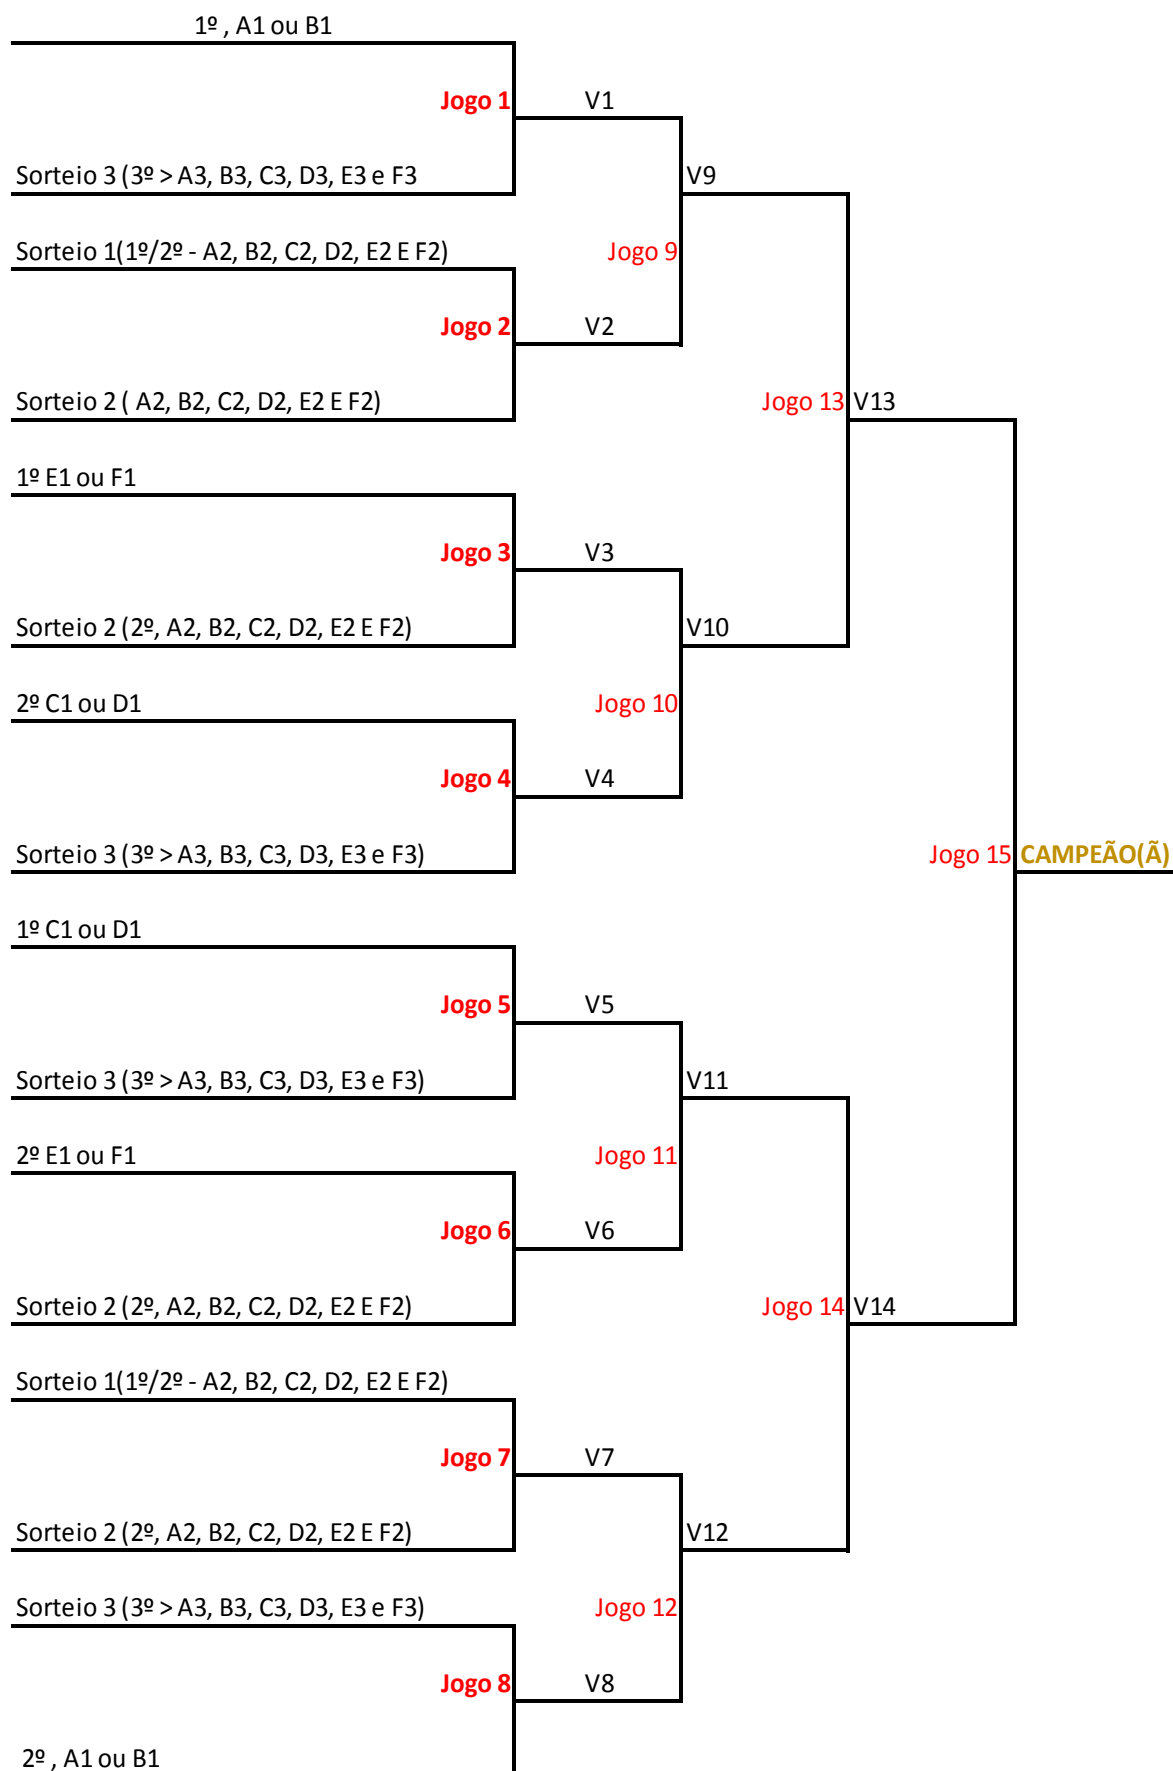 1º , A1 ou B1
Jogo 1
V1
Sorteio 3 (3º > A3, B3, C3, D3, E3 e F3
V9
Sorteio 1(1º/2º - A2, B2, C2, D2, E2 E F2)
Jogo 9
Jogo 2
V2
Sorteio 2 ( A2, B2, C2, D2, E2 E F2)
Jogo 13
V13
1º E1 ou F1
Jogo 3
V3
Sorteio 2 (2º, A2, B2, C2, D2, E2 E F2)
V10
2º C1 ou D1
Jogo 10
Jogo 4
V4
Sorteio 3 (3º > A3, B3, C3, D3, E3 e F3)
Jogo 15
CAMPEÃO(Ã)
1º C1 ou D1
Jogo 5
V5
Sorteio 3 (3º > A3, B3, C3, D3, E3 e F3)
V11
2º E1 ou F1
Jogo 11
Jogo 6
V6
Sorteio 2 (2º, A2, B2, C2, D2, E2 E F2)
Jogo 14
V14
Sorteio 1(1º/2º - A2, B2, C2, D2, E2 E F2)
Jogo 7
V7
Sorteio 2 (2º, A2, B2, C2, D2, E2 E F2)
V12
Sorteio 3 (3º > A3, B3, C3, D3, E3 e F3)
Jogo 12
Jogo 8
V8
2º , A1 ou B1